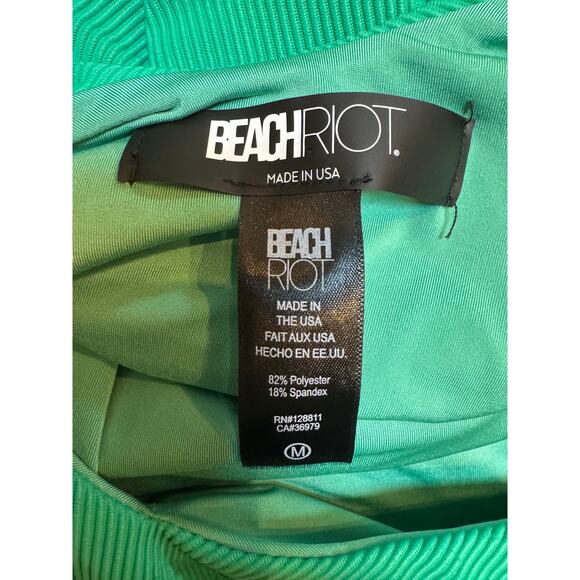 BEACHRIOT.
MADE IN USA
BEACH
RIOT
MADE IN
THE USA
FAIT AUX USA
HECHO EN EE.UU.
82% Polyester
18% Spandex
RN#128811
CA#36979
M